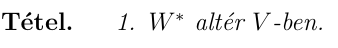 Tétel. 1. W* altér V-ben.